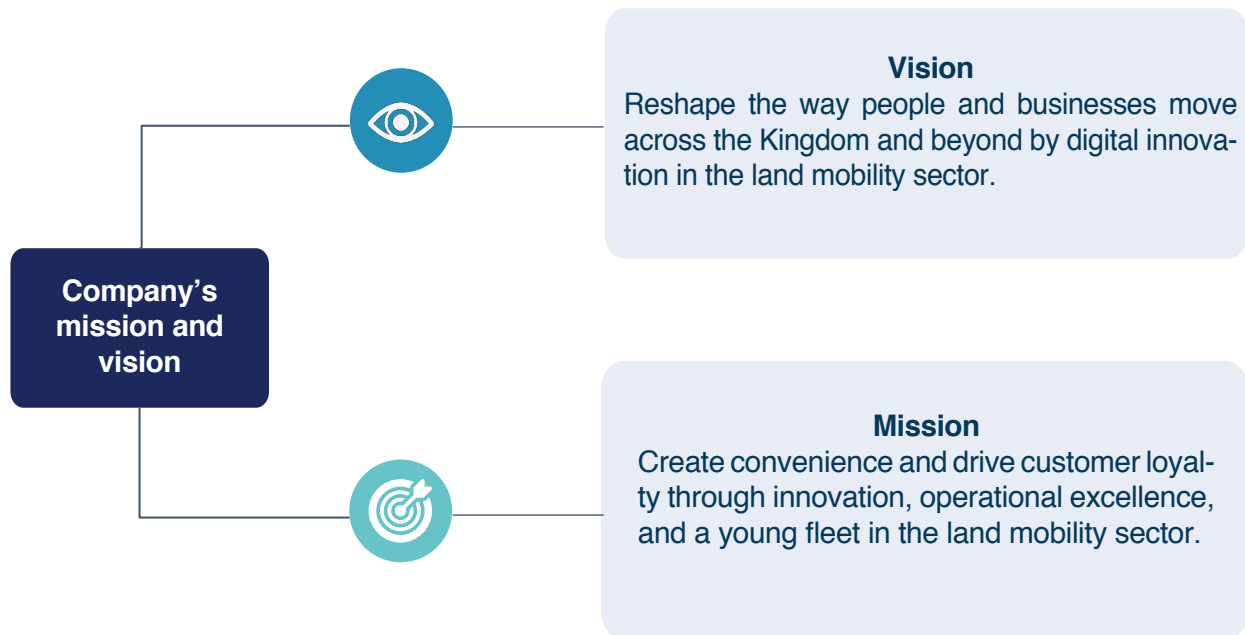 Vision
Reshape the way people and businesses move
across the Kingdom and beyond by digital innova-
tion in the land mobility sector.
Company’s
mission and
vision
Mission
Create convenience and drive customer loyal-
ty through innovation, operational excellence,
and a young fleet in the land mobility sector.